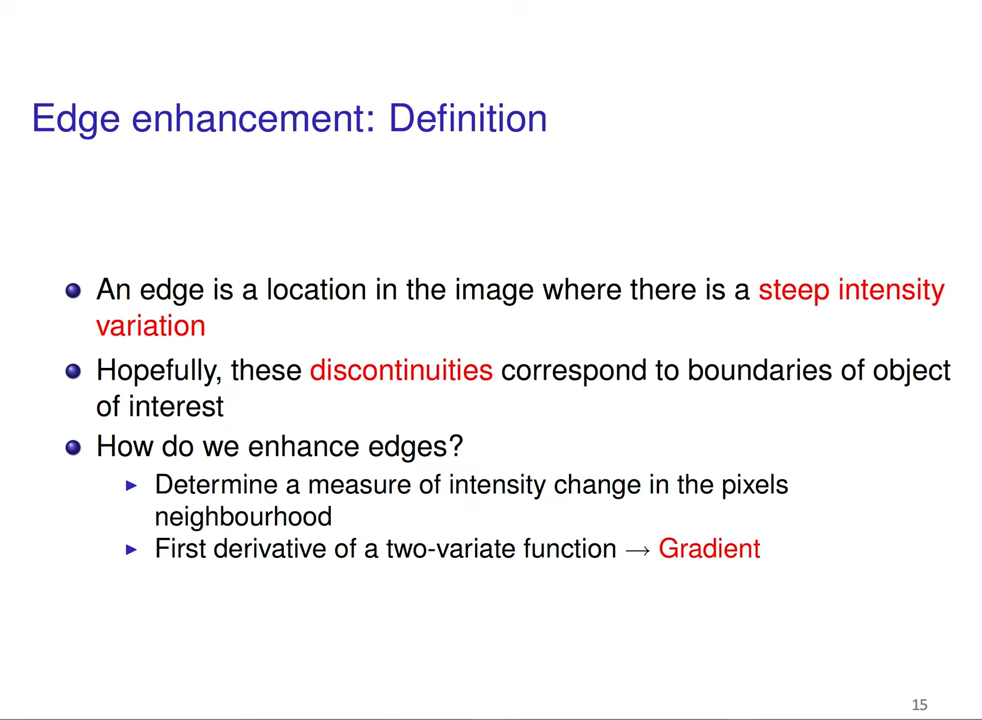 Edge enhancement: Definition
An edge is a location in the image where there is a steep intensity
variation
Hopefully, these discontinuities correspond to boundaries of object
of interest
How do we enhance edges?
Determine a measure of intensity change in the pixels
neighbourhood
First derivative of a two-variate function → Gradient
15